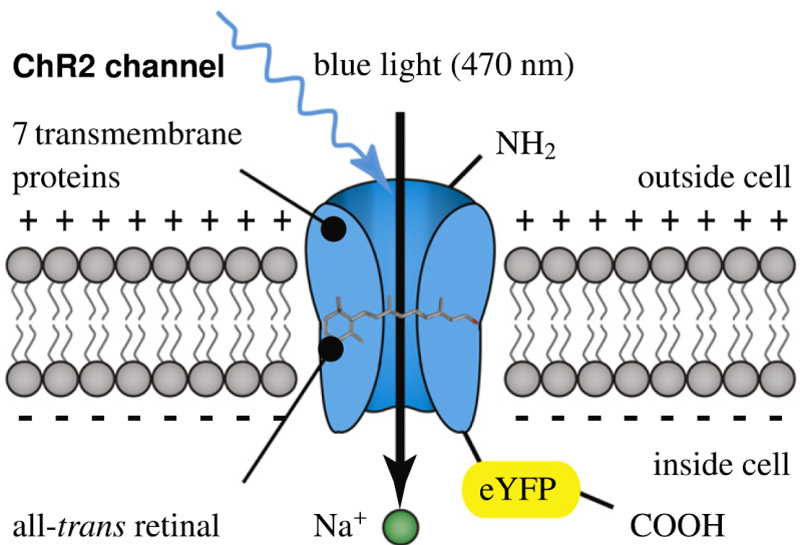 ChR2 channel
blue light (470 nm)
7 transmembrane
proteins
NH₂
outside cell
+ + + + + + + + + + + + + + + +
- - - - - - - - - - - - - - - -
inside cell
eYFP
all-trans retinal
Na⁺
COOH